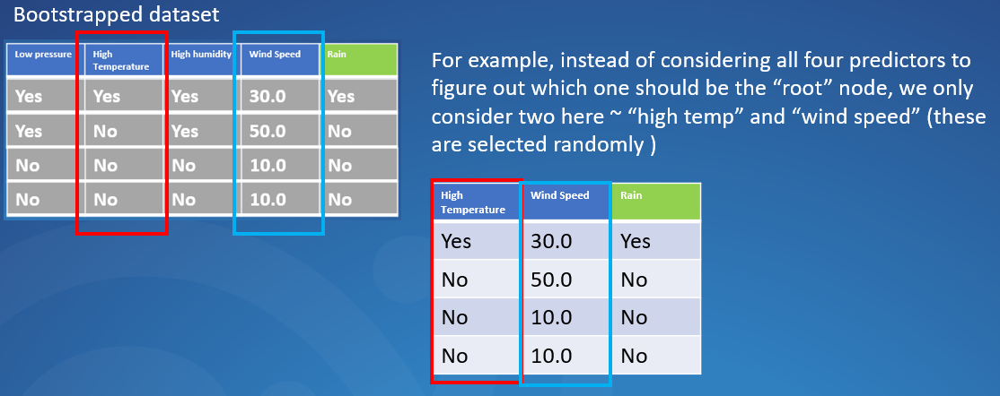 Bootstrapped dataset
Low pressure High Temperature High humidity Wind Speed Rain
Yes Yes Yes 30.0 Yes
Yes No Yes 50.0 No
No No No 10.0 No
No No No 10.0 No
For example, instead of considering all four predictors to
figure out which one should be the “root” node, we only
consider two here ~ “high temp” and “wind speed” (these
are selected randomly )
High Temperature Wind Speed Rain
Yes 30.0 Yes
No 50.0 No
No 10.0 No
No 10.0 No